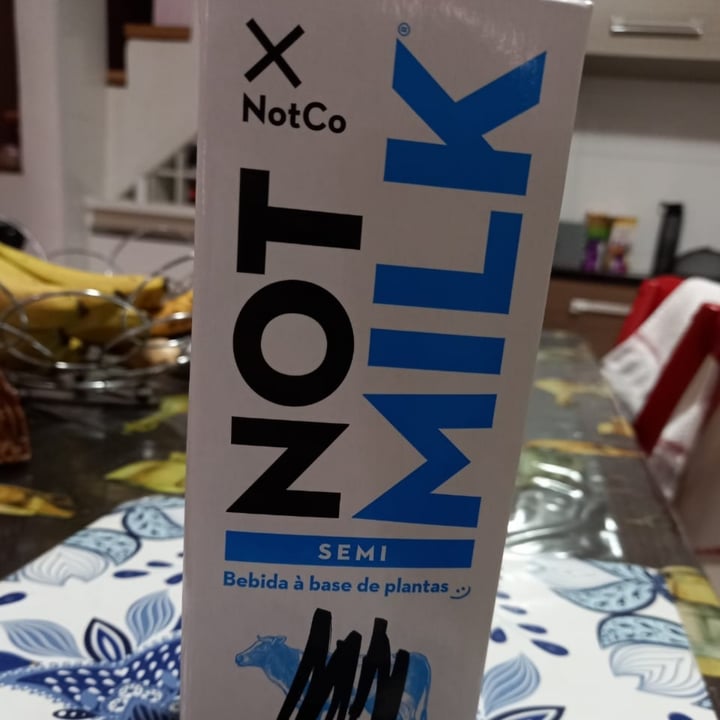 NotCo
NOT
MILK®
SEMI
Bebida à base de plantas